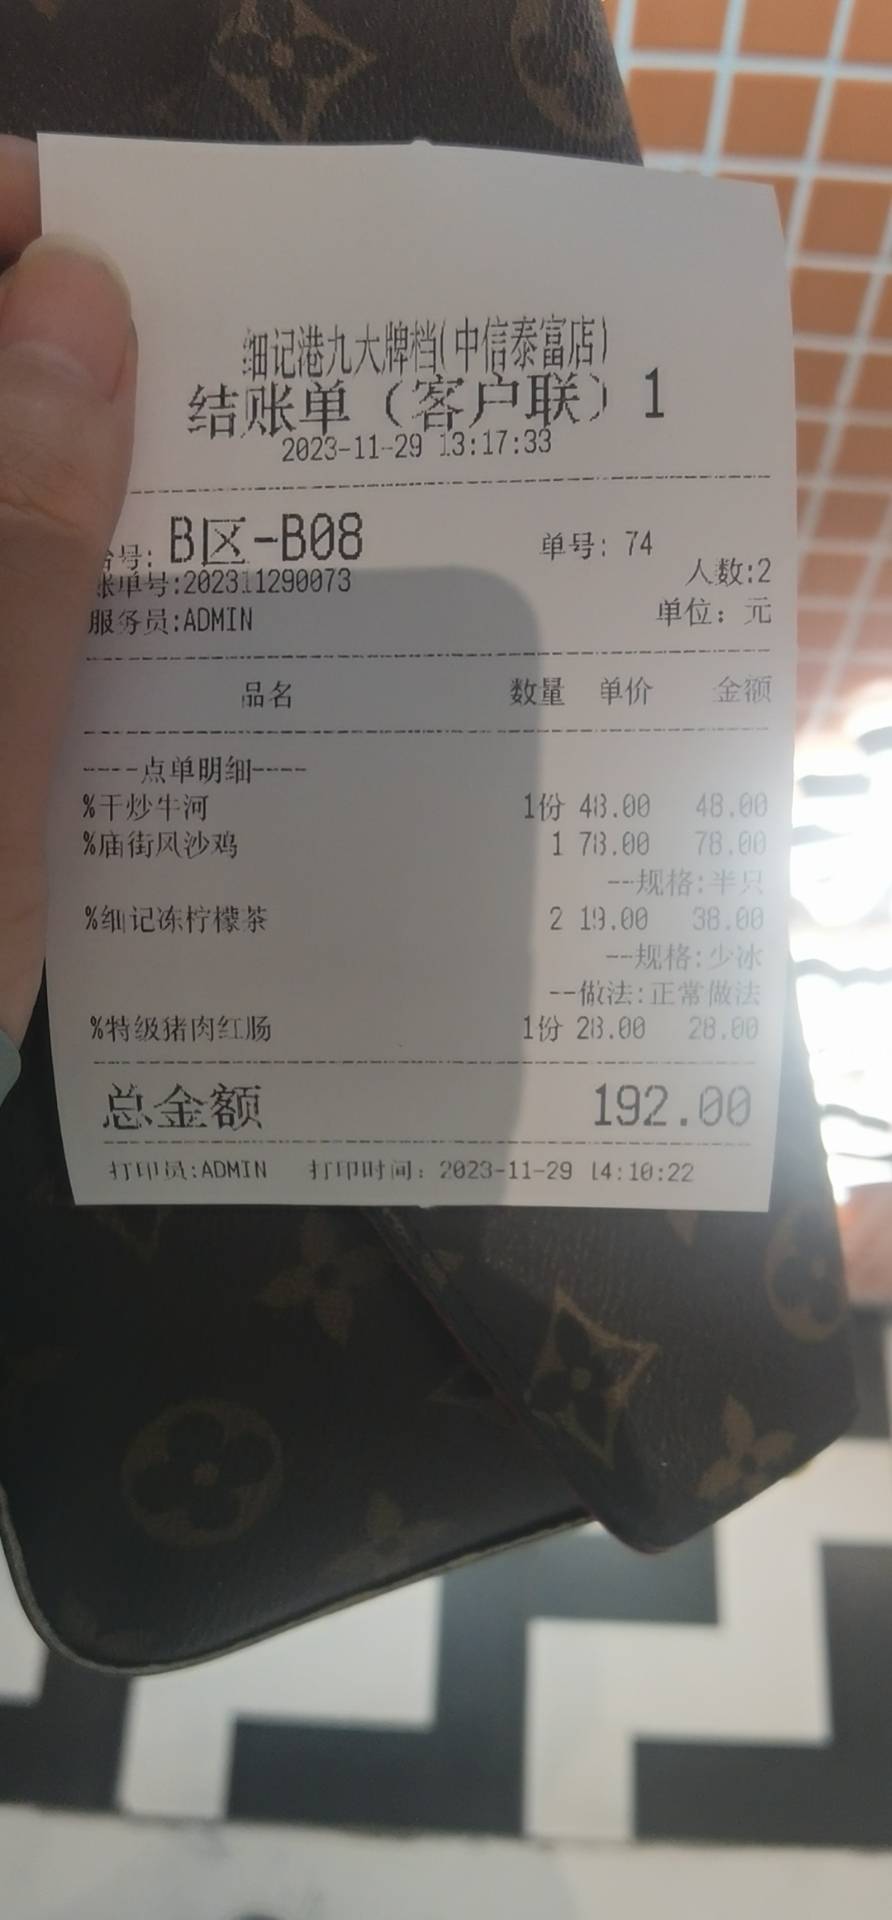 细记港九大牌档(中信泰富店)
结账单（客户联）1
2023-11-29 13:17:33
台号: B区-B08 单号: 74
人数:2
账单号:202311290073
服务员:ADMIN 单位: 元
品名 数量 单价 金额
----点单明细----
%干炒牛河 1份 48.00 48.00
%庙街风沙鸡 1 78.00 78.00
--规格:半只
%细记冻柠檬茶 2 19.00 38.00
--规格:少冰
--做法:正常做法
%特级猪肉红肠 1份 28.00 28.00
总金额 192.00
打印员:ADMIN 打印时间: 2023-11-29 14:10:22